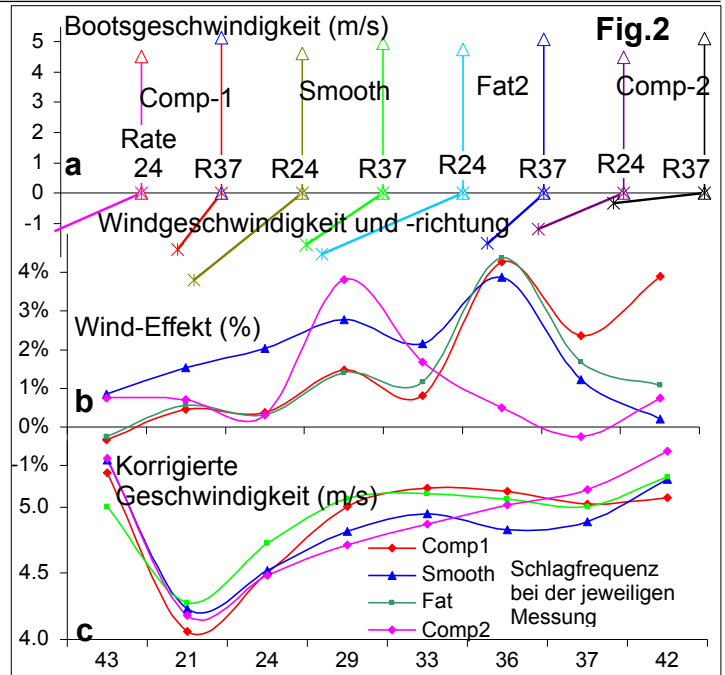 Bootsgeschwindigkeit (m/s)
Fig.2
5
4
3
2
1
0
-1
Comp-1
Smooth
Fat2
Comp-2
Rate
24
R37
R24
R37
R24
R37
R24
R37
a
Windgeschwindigkeit und -richtung
4%
3%
2%
1%
0%
-1%
Wind-Effekt (%)
b
Korrigierte
Geschwindigkeit (m/s)
5.0
4.5
4.0
Comp1
Smooth
Fat
Comp2
Schlagfrequenz
bei der jeweiligen
Messung
c
43 21 24 29 33 36 37 42